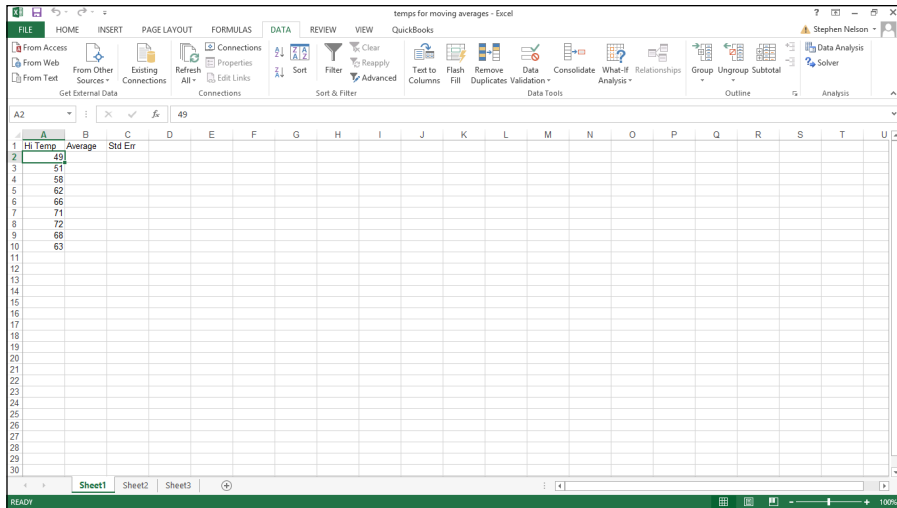 temps for moving averages - Excel
FILE HOME INSERT PAGE LAYOUT FORMULAS DATA REVIEW VIEW QuickBooks Stephen Nelson
From Access
From Web
From Text
From Other Sources
Existing Connections
Get External Data
Refresh All
Connections
Properties
Edit Links
Connections
Sort
Filter
Clear
Reapply
Advanced
Sort & Filter
Text to Columns
Flash Fill
Remove Duplicates
Data Validation
Consolidate
What-If Analysis
Relationships
Data Tools
Group
Ungroup
Subtotal
Outline
Data Analysis
Solver
Analysis
A2 fx 49
A B C D E F G H I J K L M N O P Q R S T U
1 Hi Temp Average Std Err
2 49
3 51
4 58
5 62
6 66
7 71
8 72
9 68
10 63
11
12
13
14
15
16
17
18
19
20
21
22
23
24
25
26
27
28
29
30
Sheet1 Sheet2 Sheet3
READY 100%